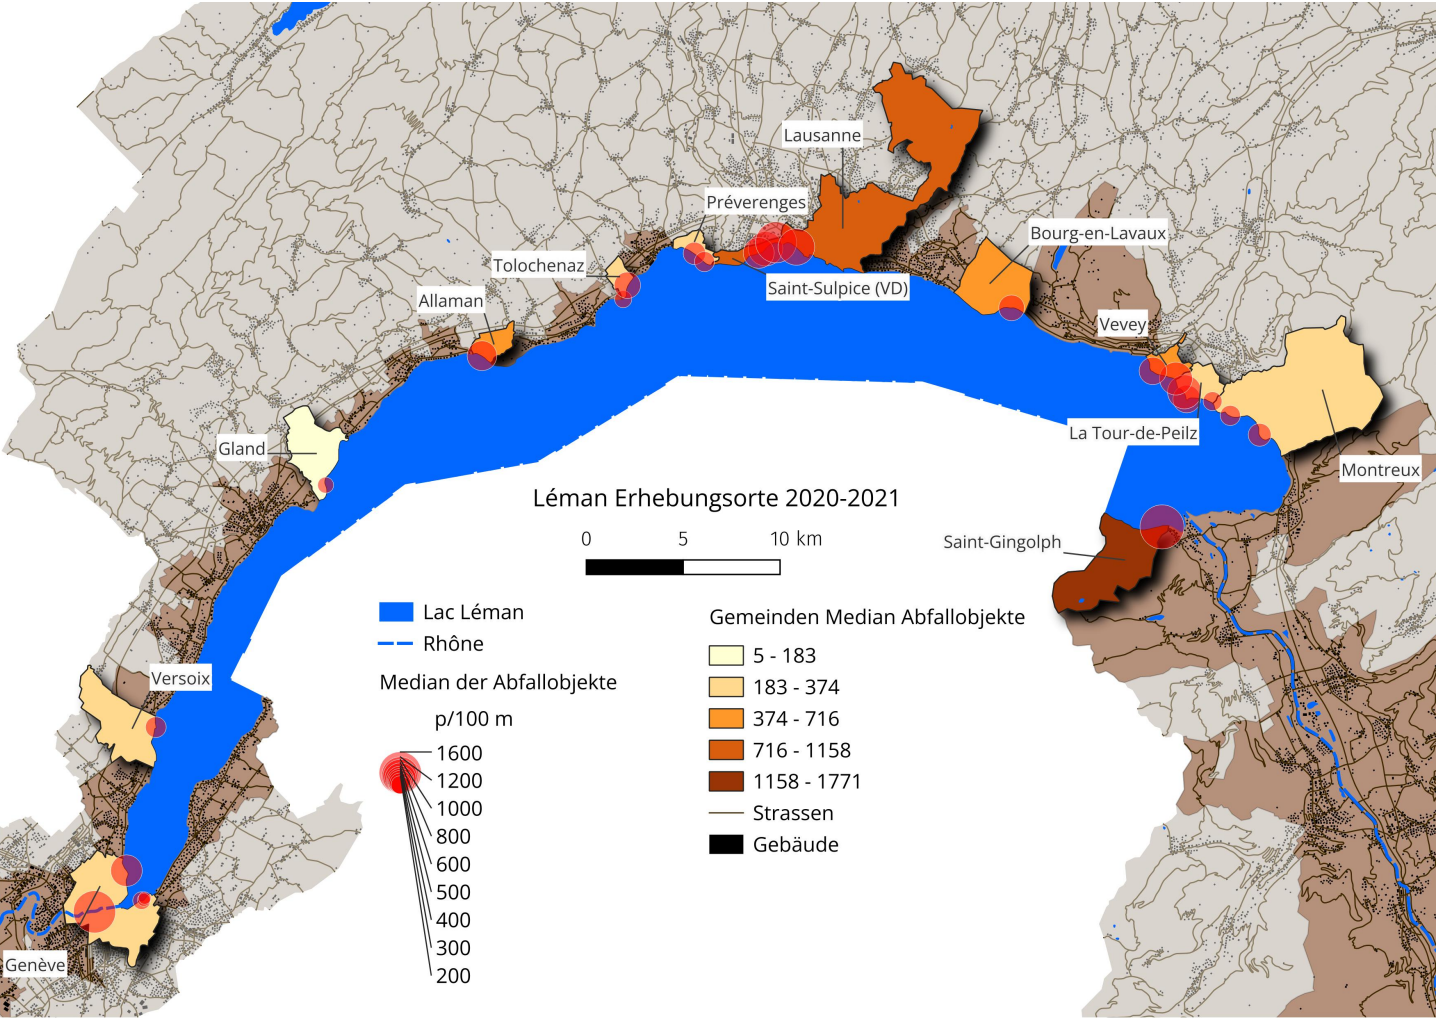 Lausanne
Préverenges
Bourg-en-Lavaux
Tolochenaz
Saint-Sulpice (VD)
Allaman
Vevey
La Tour-de-Peilz
Gland
Montreux
Léman Erhebungsorte 2020-2021
0 5 10 km
Saint-Gingolph
Lac Léman
Rhône
Versoix
Median der Abfallobjekte
p/100 m
1600
1200
1000
800
600
500
400
300
200
Gemeinden Median Abfallobjekte
5 - 183
183 - 374
374 - 716
716 - 1158
1158 - 1771
Strassen
Gebäude
Genève